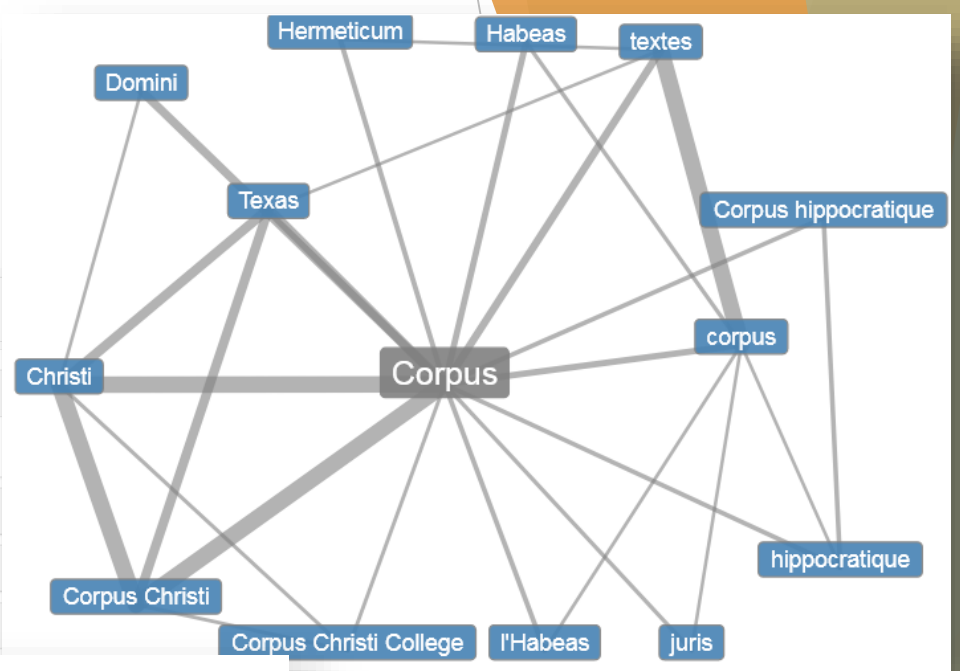 Hermeticum
Habeas
textes
Domini
Texas
Corpus hippocratique
corpus
Corpus
Christi
hippocratique
Corpus Christi
Corpus Christi College
l'Habeas
juris